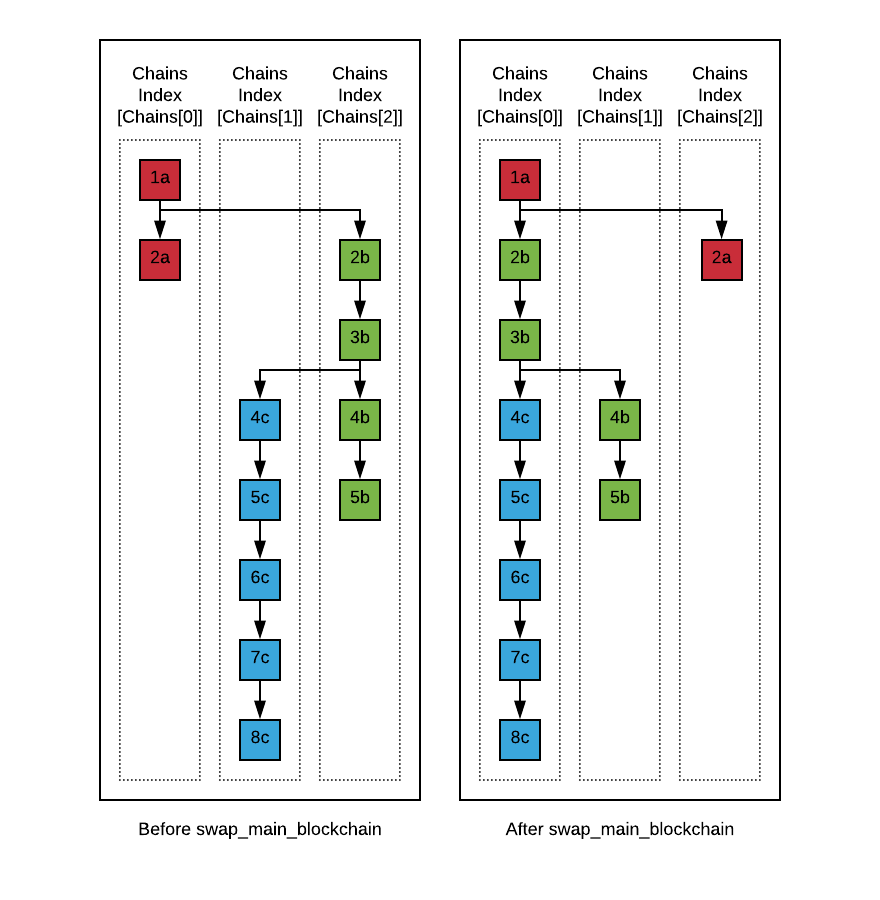 Chains
Index
[Chains[0]]
Chains
Index
[Chains[1]]
Chains
Index
[Chains[2]]
1a
2a
2b
3b
4c
4b
5c
5b
6c
7c
8c
Before swap_main_blockchain
Chains
Index
[Chains[0]]
Chains
Index
[Chains[1]]
Chains
Index
[Chains[2]]
1a
2b
2a
3b
4c
4b
5c
5b
6c
7c
8c
After swap_main_blockchain